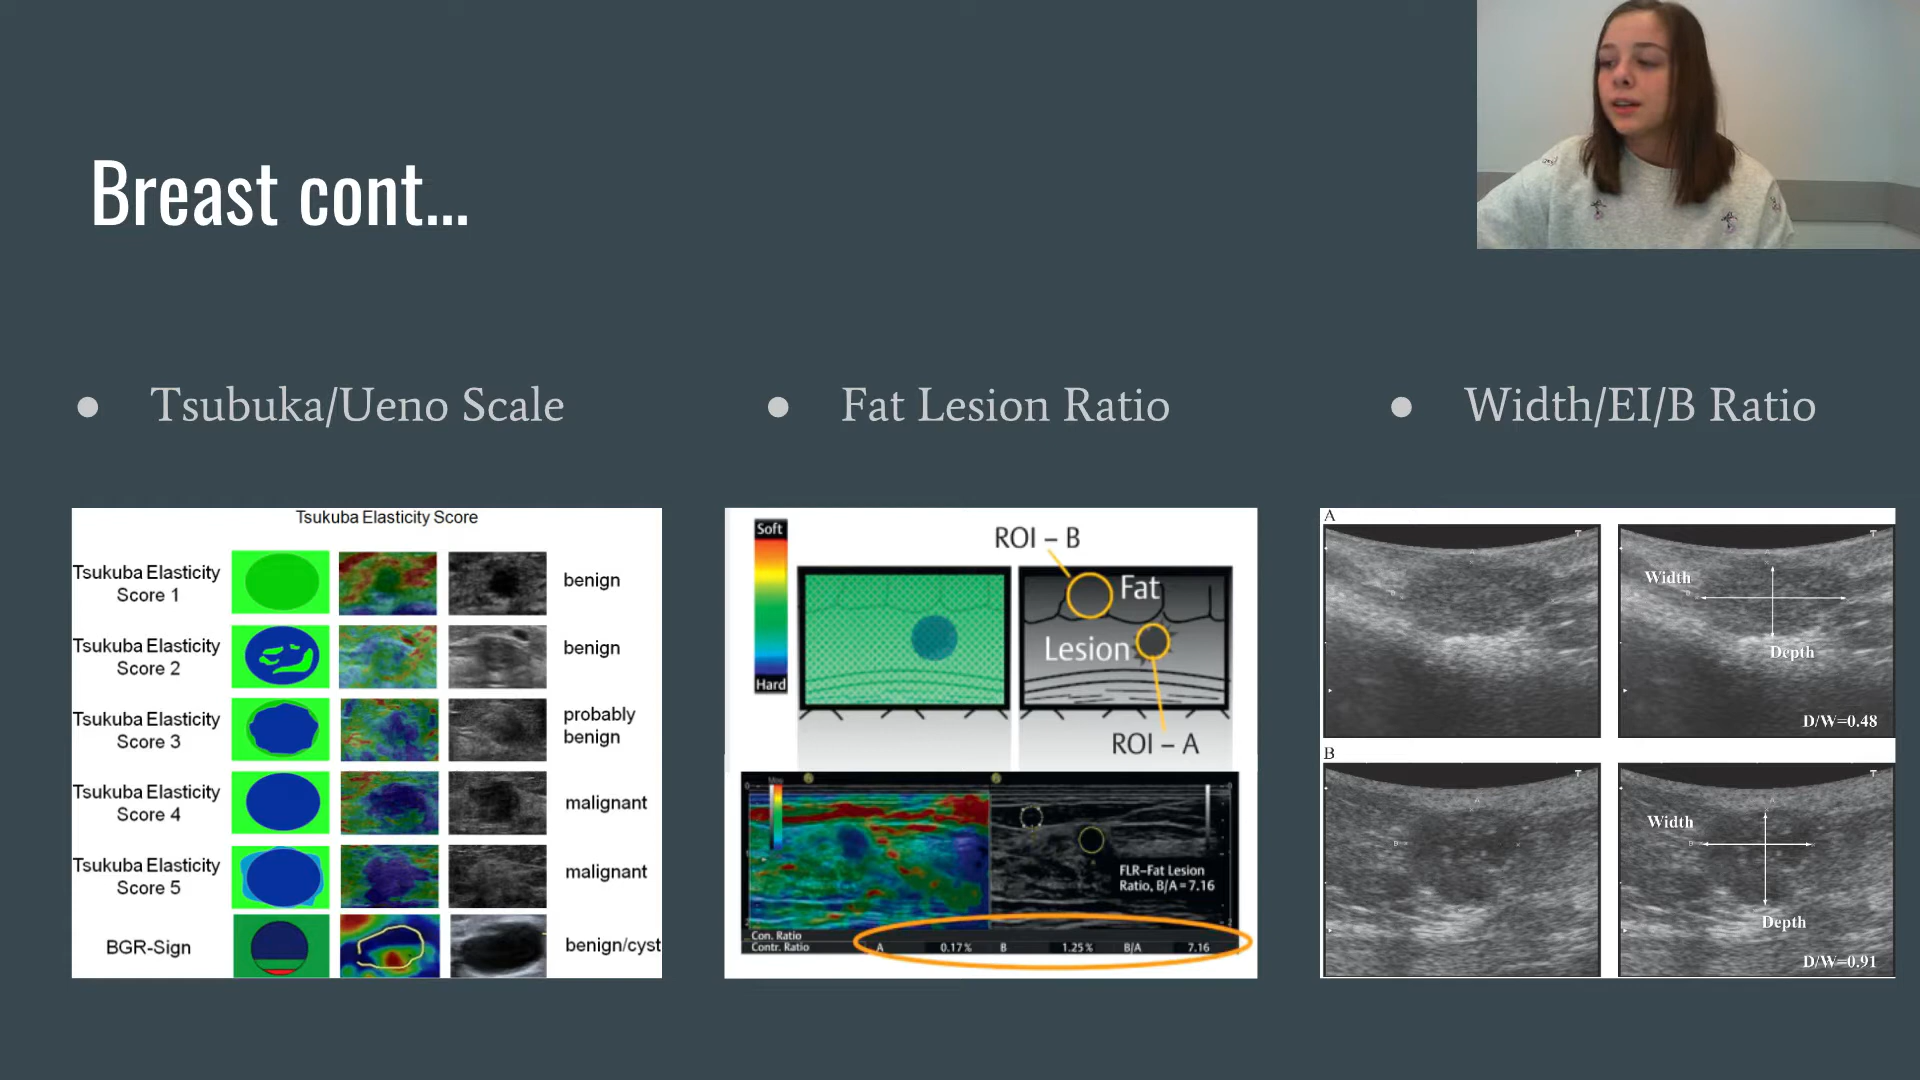 Breast cont...
● Tsubuka/Ueno Scale
● Fat Lesion Ratio
● Width/EI/B Ratio
Tsukuba Elasticity Score
Tsukuba Elasticity
Score 1
benign
Tsukuba Elasticity
Score 2
benign
Tsukuba Elasticity
Score 3
probably
benign
Tsukuba Elasticity
Score 4
malignant
Tsukuba Elasticity
Score 5
malignant
BGR-Sign
benign/cyst
Soft
Hard
ROI – B
Fat
Lesion
ROI – A
FLR–Fat Lesion
Ratio, B/A = 7.16
Con. Ratio
Contr. Ratio A 0.17% B 1.25% B/A 7.16
A
Width
Depth
D/W=0.48
B
Width
Depth
D/W=0.91